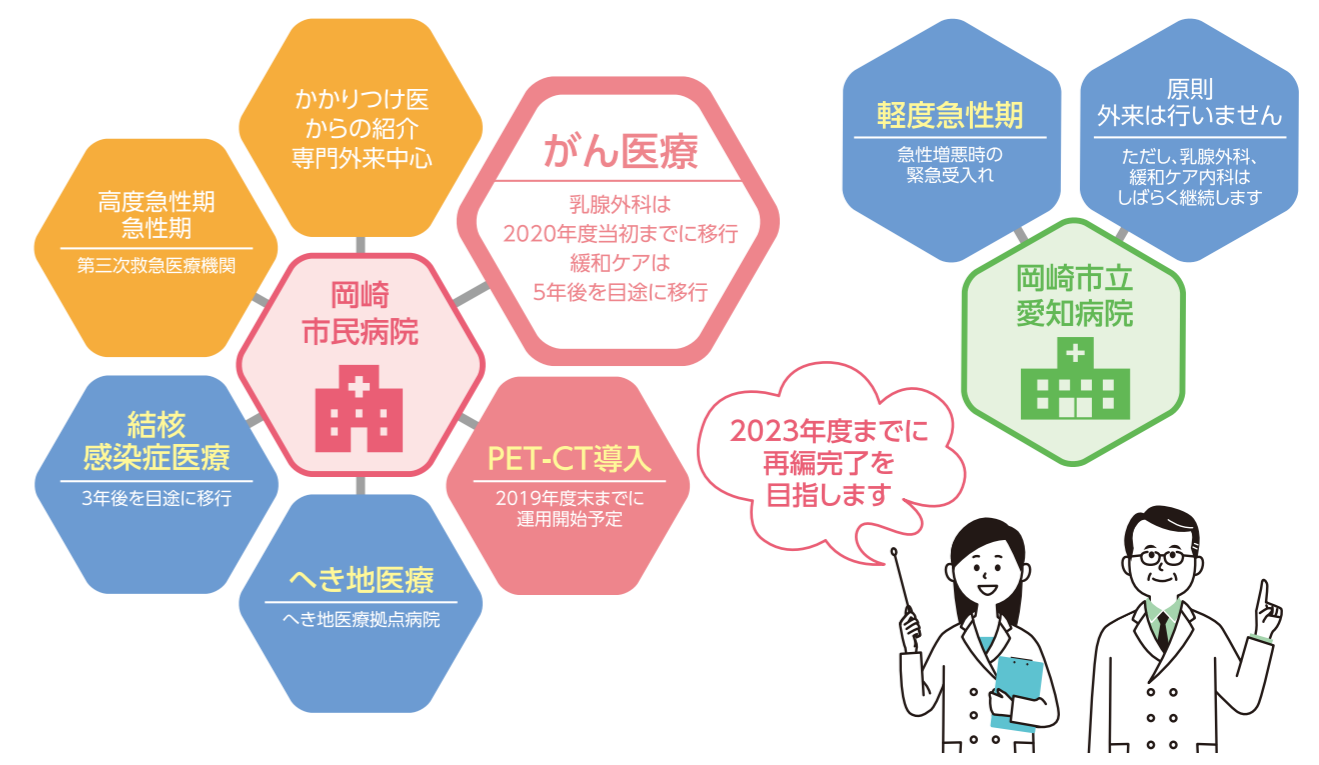 かかりつけ医
からの紹介
専門外来中心
高度急性期
急性期
第三次救急医療機関
がん医療
乳腺外科は
2020年度当初までに移行
緩和ケアは
5年後を目途に移行
岡崎
市民病院
結核
感染症医療
3年後を目途に移行
PET-CT導入
2019年度末までに
運用開始予定
へき地医療
へき地医療拠点病院
軽度急性期
急性増悪時の
緊急受入れ
原則
外来は行いません
ただし、乳腺外科、
緩和ケア内科は
しばらく継続します
岡崎市立
愛知病院
2023年度までに
再編完了を
目指します